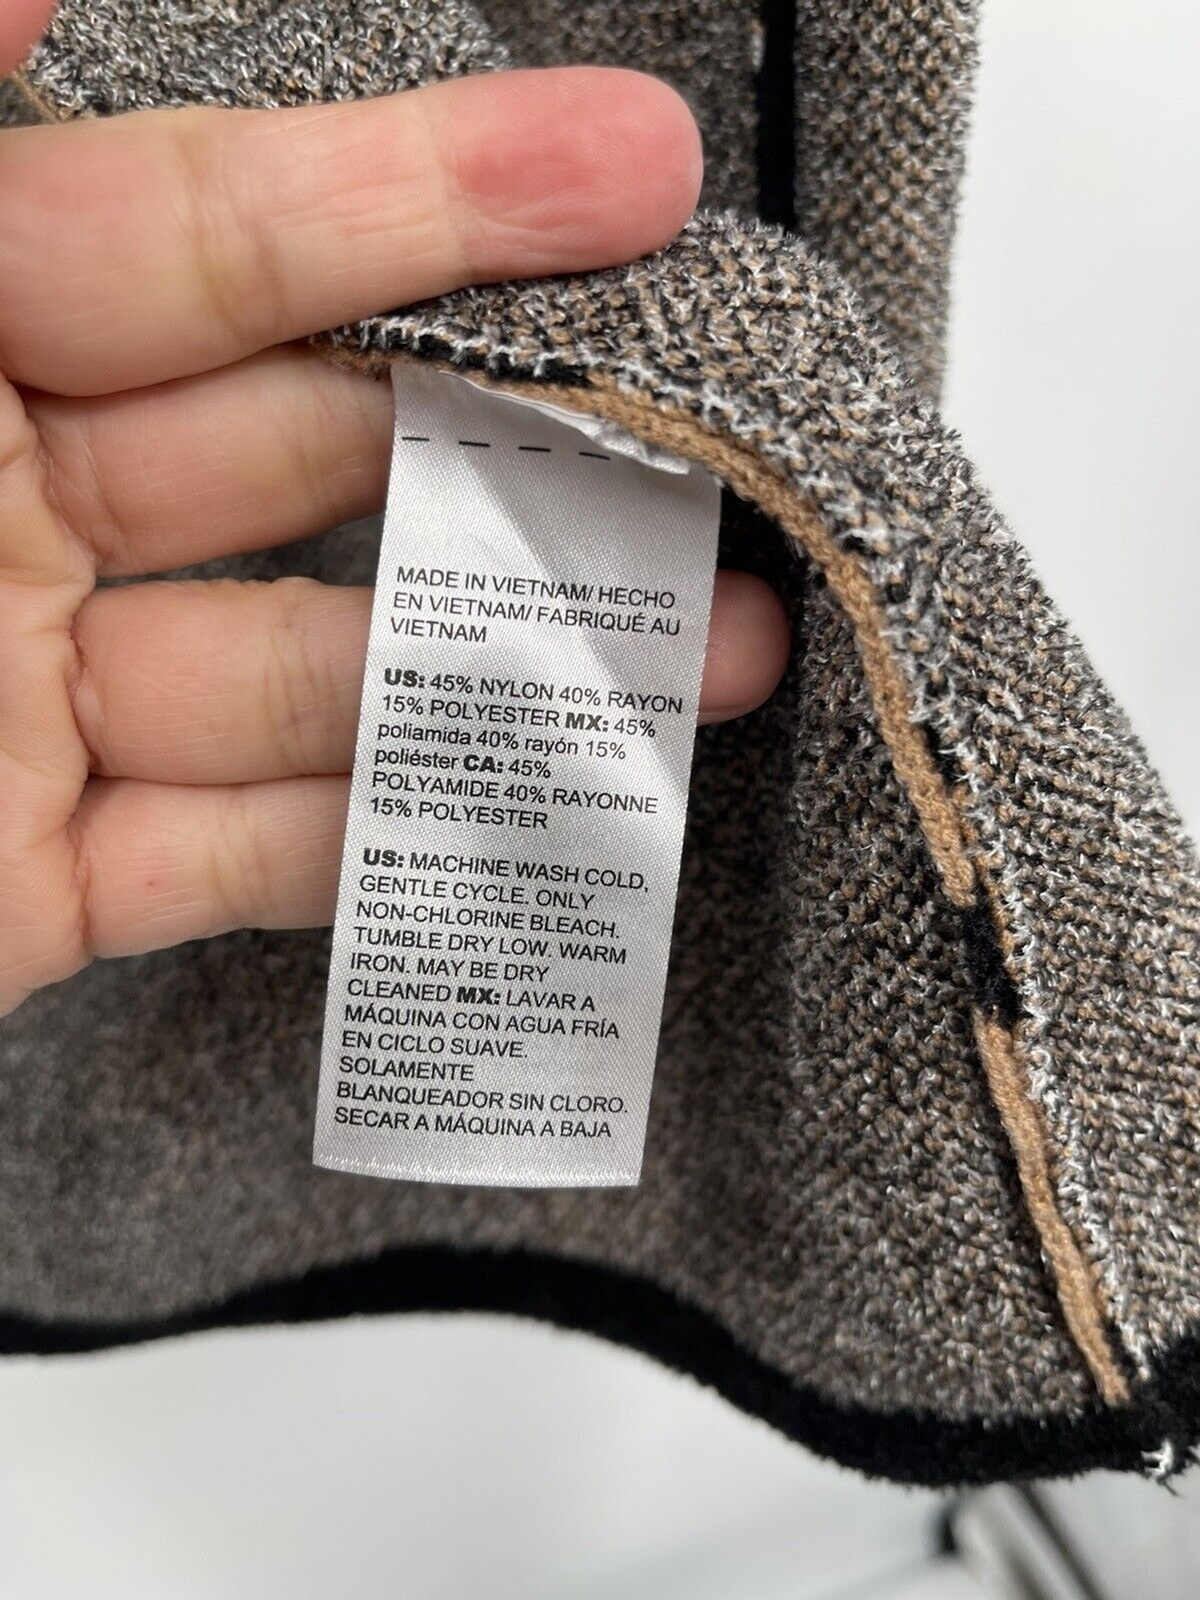 MADE IN VIETNAM/ HECHO
EN VIETNAM/ FABRIQUÉ AU
VIETNAM
US: 45% NYLON 40% RAYON
15% POLYESTER MX: 45%
poliamida 40% rayón 15%
poliéster CA: 45%
POLYAMIDE 40% RAYONNE
15% POLYESTER
US: MACHINE WASH COLD,
GENTLE CYCLE. ONLY
NON-CHLORINE BLEACH.
TUMBLE DRY LOW. WARM
IRON. MAY BE DRY
CLEANED MX: LAVAR A
MÁQUINA CON AGUA FRÍA
EN CICLO SUAVE.
SOLAMENTE
BLANQUEADOR SIN CLORO.
SECAR A MÁQUINA A BAJA